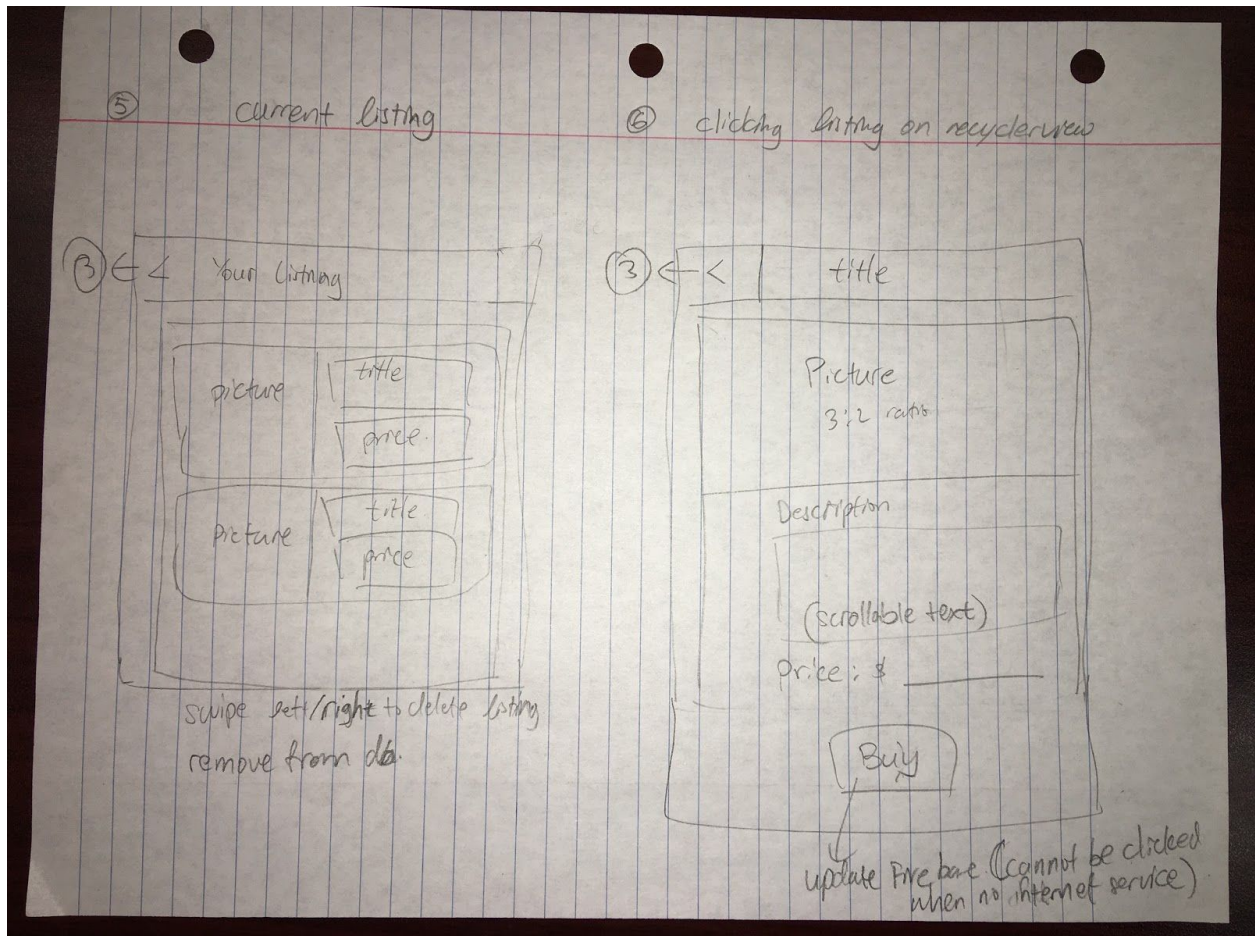 5 current listing
3 ← < Your Listning
picture
title
price.
picture
title
price
swipe left/right to delete listing
remove from db.
6 clicking listing on recyclerview
3 ← < title
Picture
3:2 ratio
Description
(scrollable text)
Price: $
Buy
update Firebase (cannot be clicked
when no internet service)